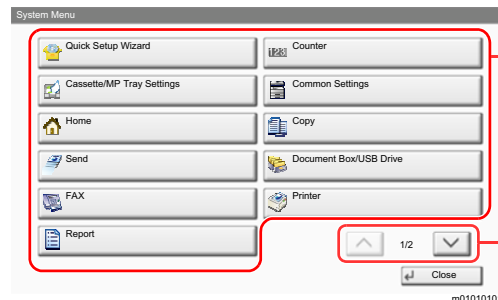 System Menu
Quick Setup Wizard
123 Counter
Cassette/MP Tray Settings
Common Settings
Home
Copy
Send
Document Box/USB Drive
FAX
Printer
Report
1/2
Close
m0101010